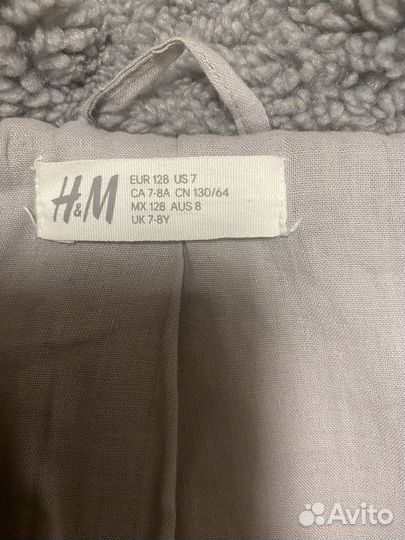 H&M
EUR 128 US 7
CA 7-8A CN 130/64
MX 128 AUS 8
UK 7-8Y
Avito